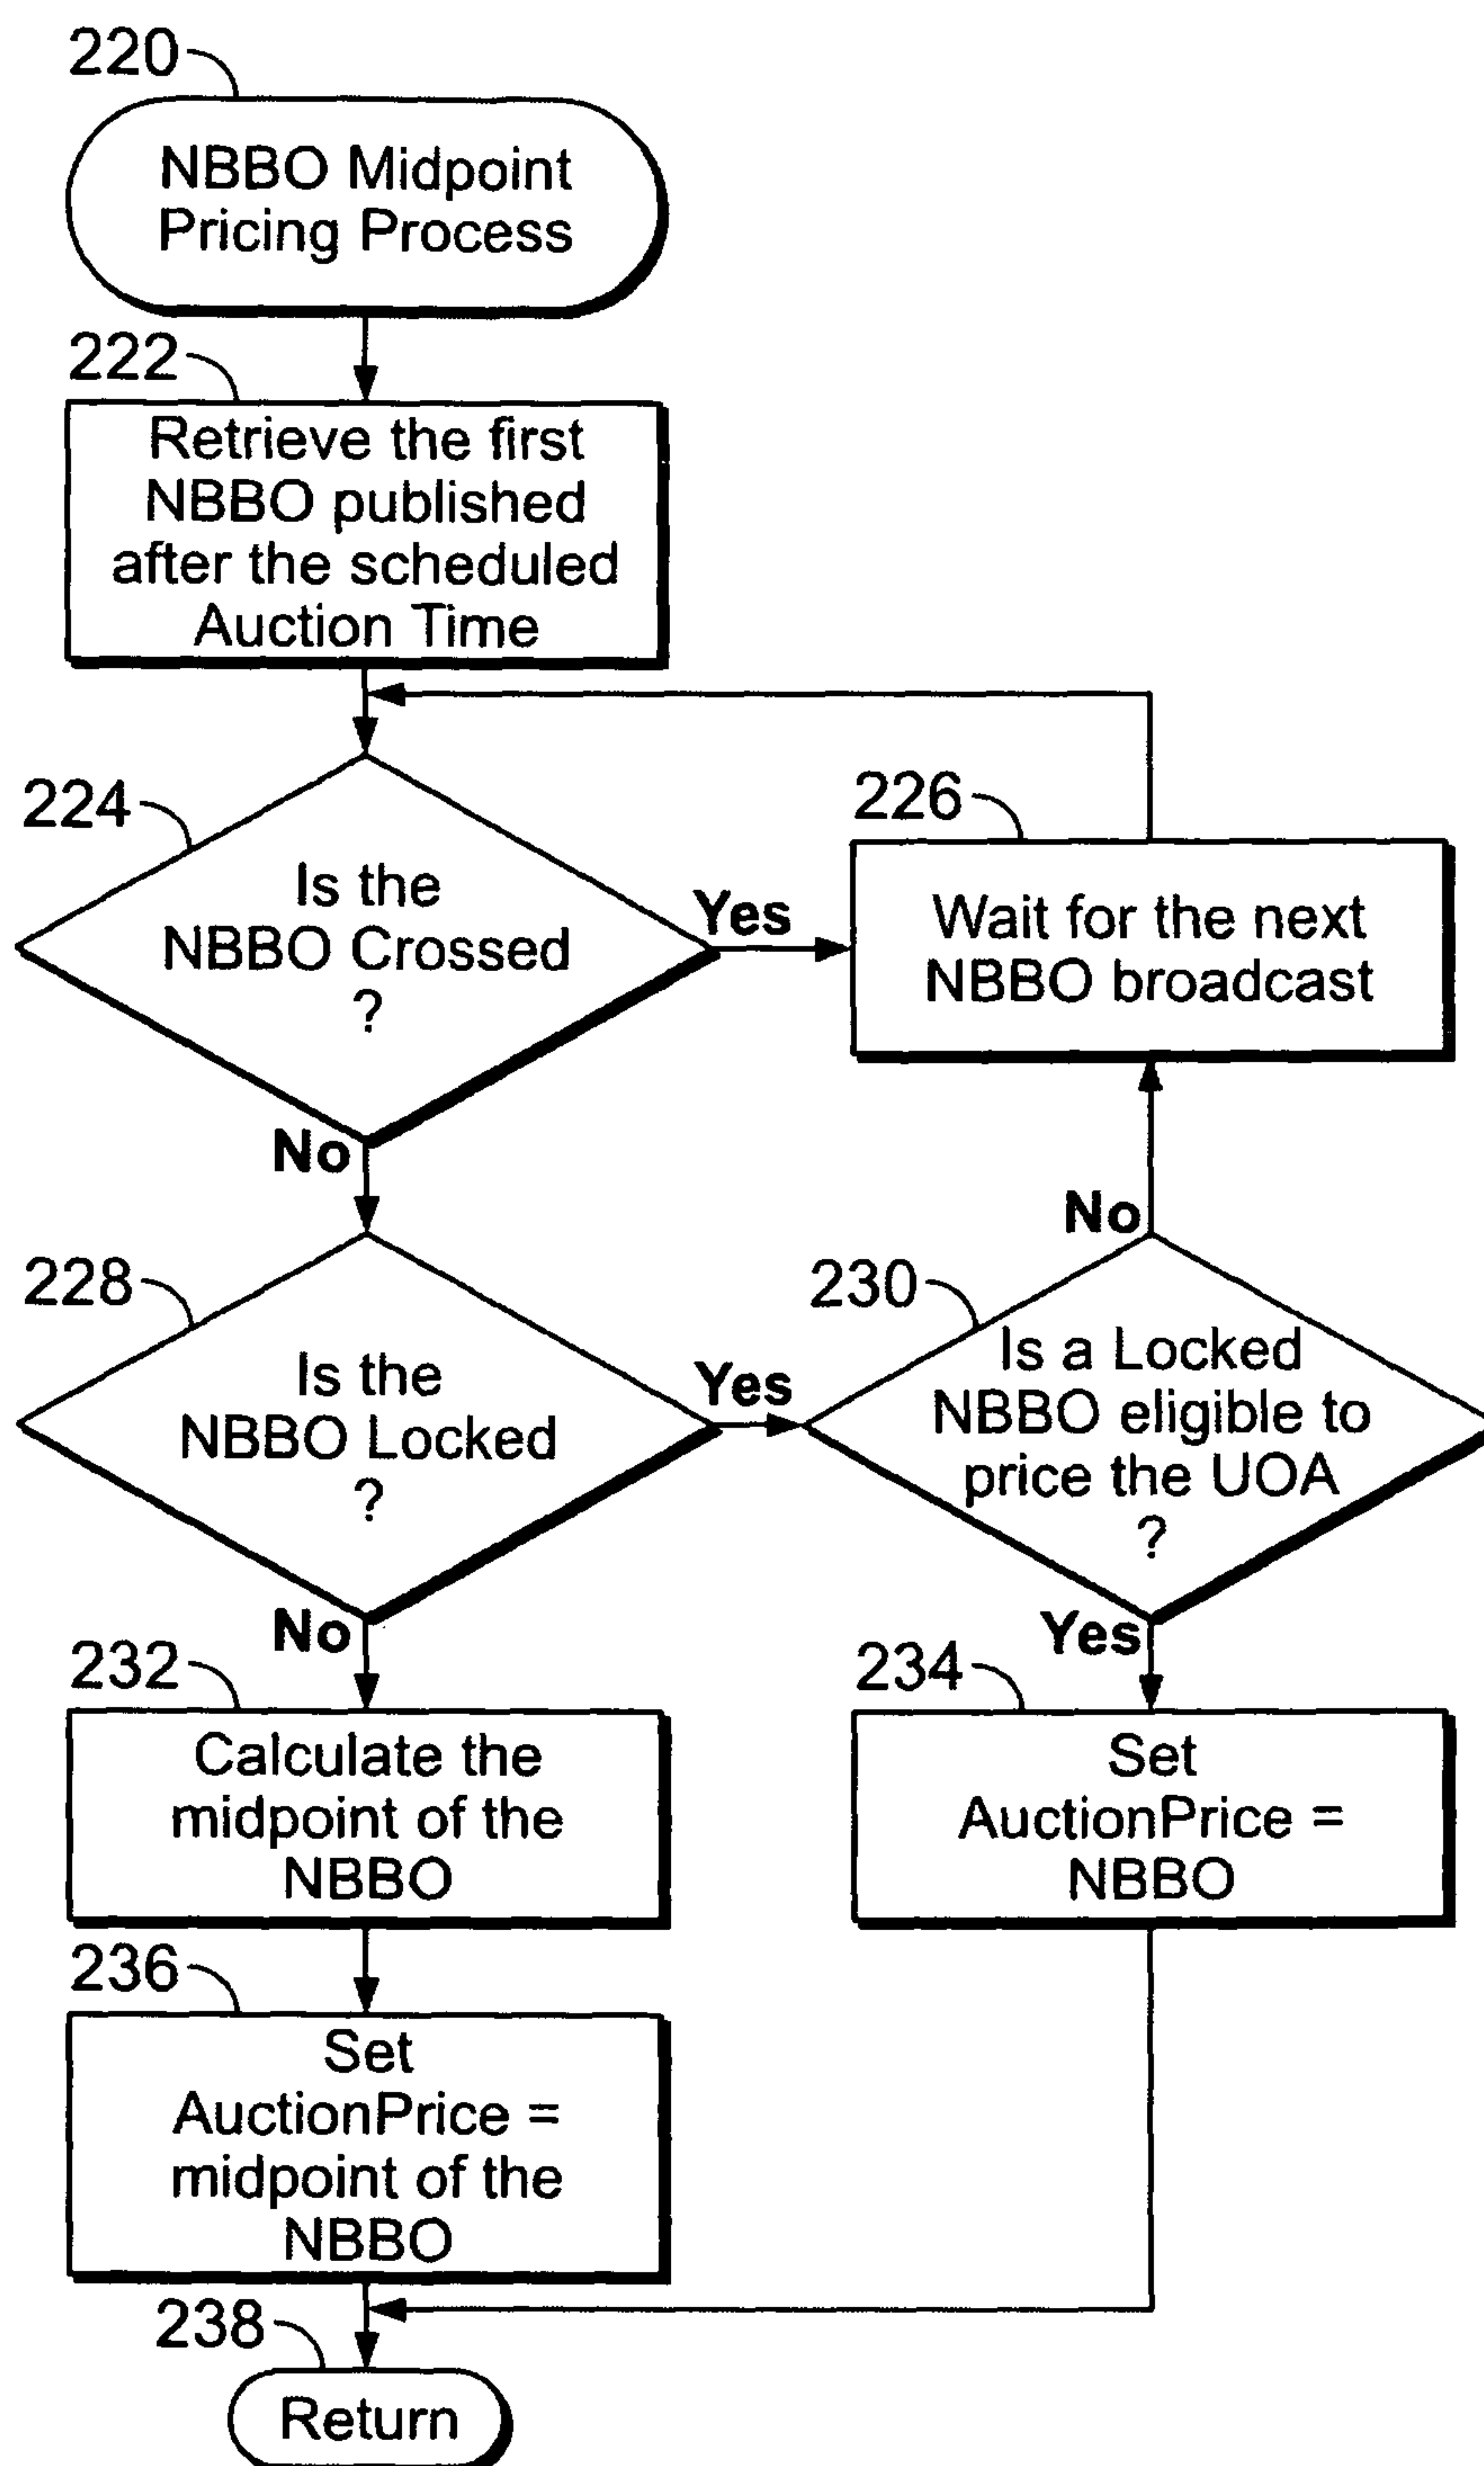 220
NBBO Midpoint
Pricing Process
222
Retrieve the first
NBBO published
after the scheduled
Auction Time
224
Is the
NBBO Crossed
?
Yes
226
Wait for the next
NBBO broadcast
No
228
Is the
NBBO Locked
?
Yes
No
230
Is a Locked
NBBO eligible to
price the UOA
?
No
Yes
232
Calculate the
midpoint of the
NBBO
234
Set
AuctionPrice =
NBBO
236
Set
AuctionPrice =
midpoint of the
NBBO
238
Return